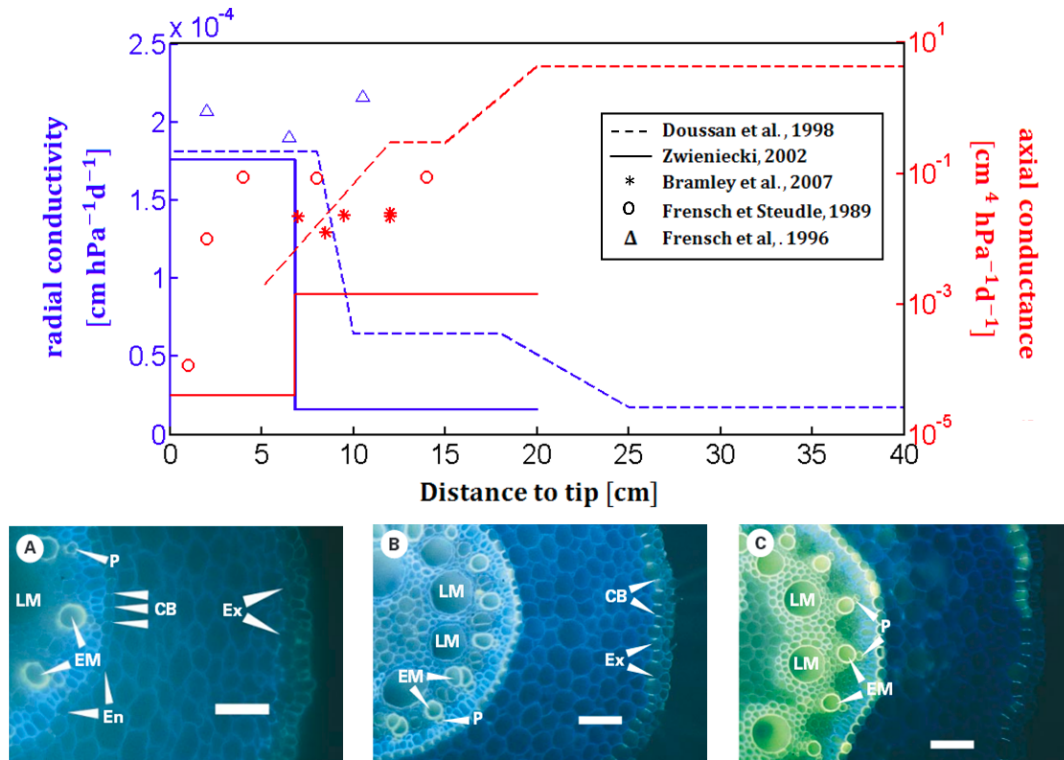 2.5 x 10⁻⁴
2
1.5
1
0.5
0
radial conductivity
[cm hPa⁻¹d⁻¹]
10¹
10⁻¹
10⁻³
10⁻⁵
axial conductance
[cm ⁴ hPa⁻¹d⁻¹]
Doussan et al., 1998
Zwieniecki, 2002
Bramley et al., 2007
Frensch et Steudle, 1989
Frensch et al, . 1996
0 5 10 15 20 25 30 35 40
Distance to tip [cm]
A
P
LM
CB
Ex
EM
En
B
LM
CB
LM
Ex
EM
P
C
LM
P
LM
EM